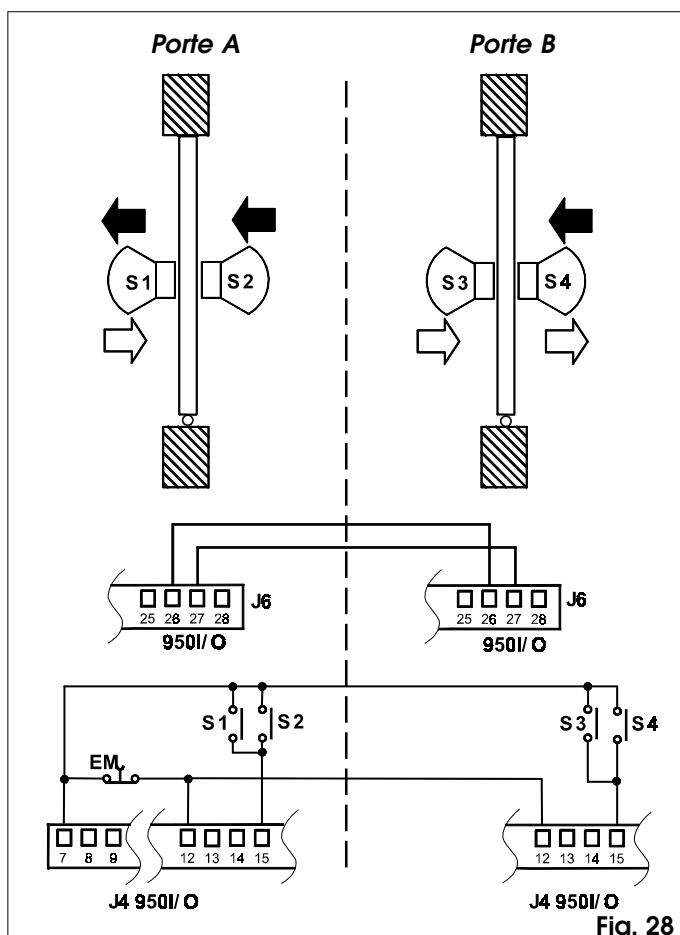 Porte A Porte B
S1 S2 S3 S4
25 26 27 28 J6 25 26 27 28 J6
950I/O 950I/O
S1 S2 S3 S4
EM
7 8 9 12 13 14 15 12 13 14 15
J4 950I/O J4 950I/O
Fig. 28